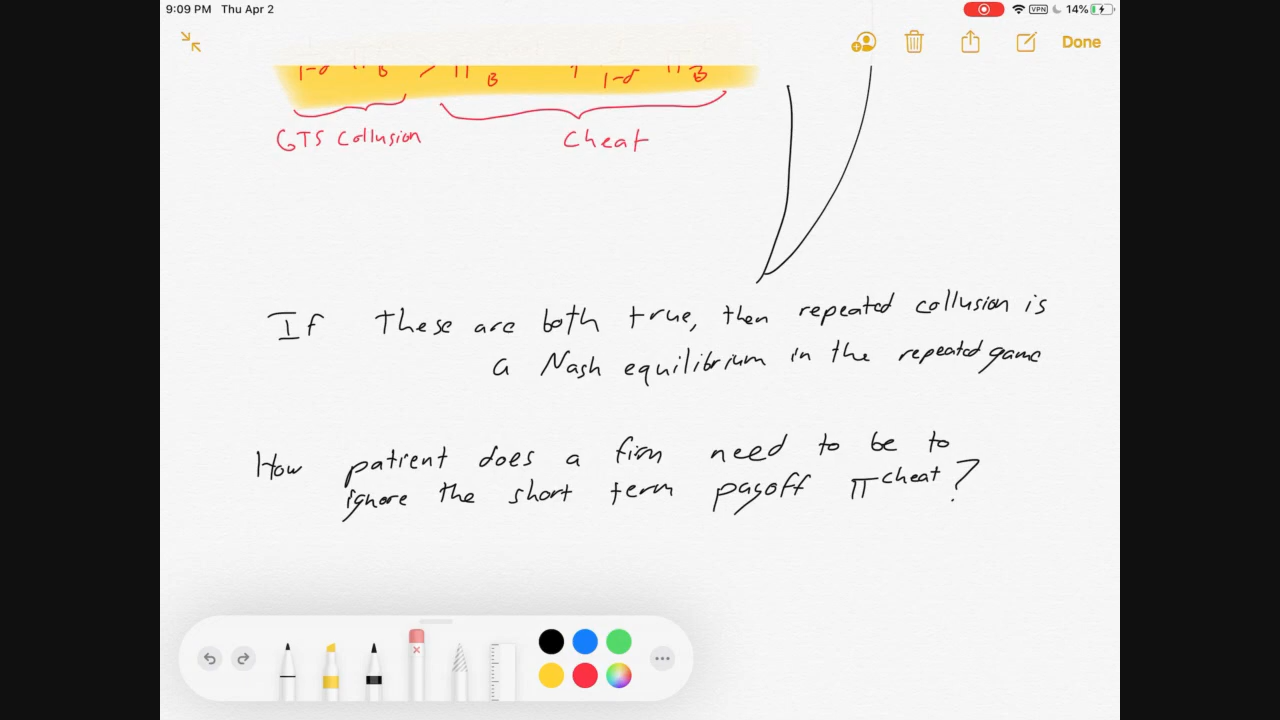 9:09 PM Thu Apr 2
VPN 14%
Done
GTS Collusion Cheat
If these are both true, then repeated collusion is
a Nash equilibrium in the repeated game
How patient does a firm need to be to
ignore the short term payoff π^cheat?